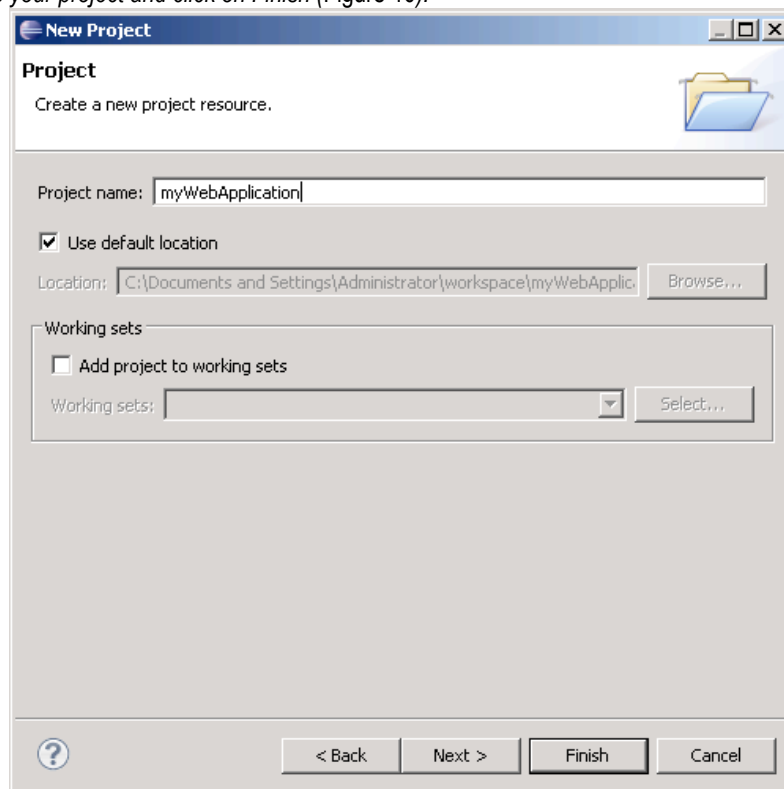 your project and click on Finish (Figure 10).
New Project
Project
Create a new project resource.
Project name: myWebApplication
Use default location
Location: C:\Documents and Settings\Administrator\workspace\myWebApplic
Browse...
Working sets
Add project to working sets
Working sets:
Select...
?
< Back
Next >
Finish
Cancel